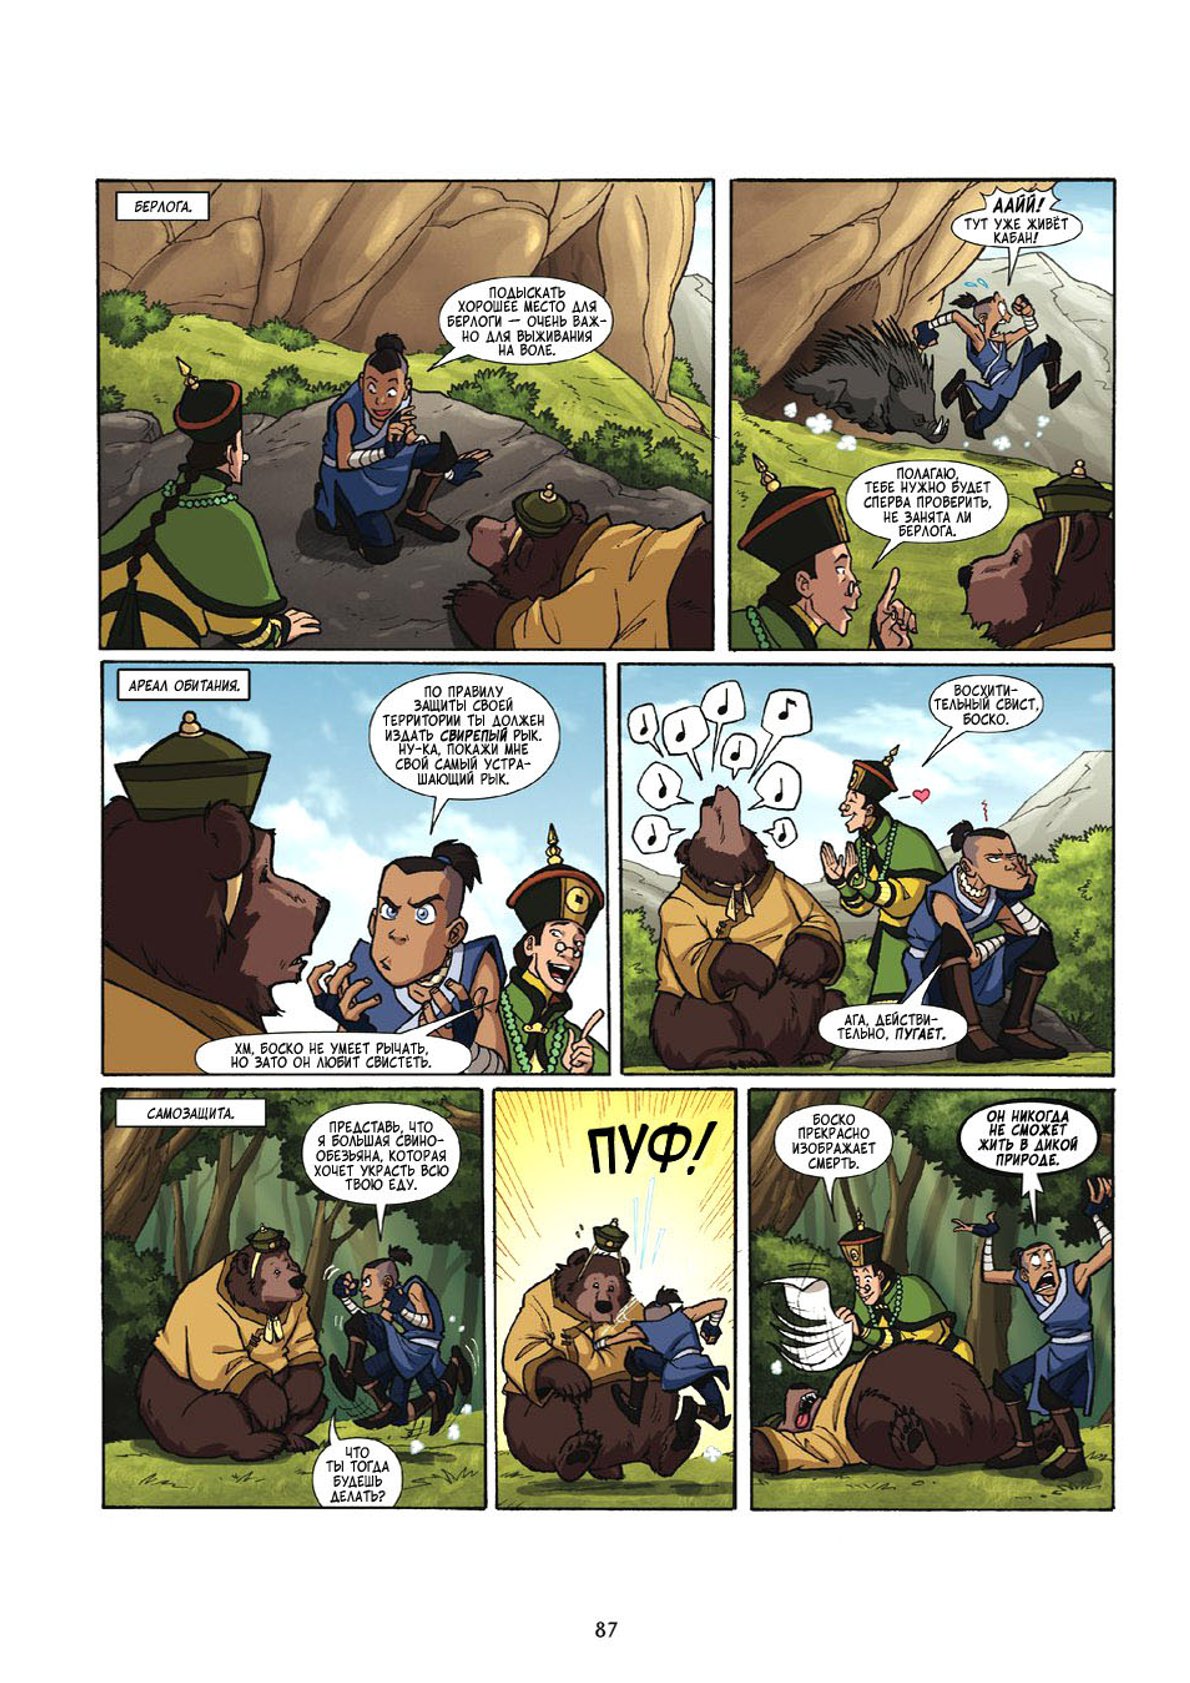 БЕРЛОГА.
ПОДЫСКАТЬ
ХОРОШЕЕ МЕСТО ДЛЯ
БЕРЛОГИ — ОЧЕНЬ ВАЖ-
НО ДЛЯ ВЫЖИВАНИЯ
НА ВОЛЕ.
ААЙЙ!
ТУТ УЖЕ ЖИВЁТ
КАБАН!
ПОЛАГАЮ,
ТЕБЕ НУЖНО БУДЕТ
СПЕРВА ПРОВЕРИТЬ,
НЕ ЗАНЯТА ЛИ
БЕРЛОГА.
АРЕАЛ ОБИТАНИЯ.
ПО ПРАВИЛУ
ЗАЩИТЫ СВОЕЙ
ТЕРРИТОРИИ ТЫ ДОЛЖЕН
ИЗДАТЬ СВИРЕПЫЙ РЫК.
НУ-КА, ПОКАЖИ МНЕ
СВОЙ САМЫЙ УСТРА-
ШАЮЩИЙ РЫК.
ХМ, БОСКО НЕ УМЕЕТ РЫЧАТЬ,
НО ЗАТО ОН ЛЮБИТ СВИСТЕТЬ.
ВОСХИТИ-
ТЕЛЬНЫЙ СВИСТ,
БОСКО.
АГА, ДЕЙСТВИ-
ТЕЛЬНО, ПУГАЕТ.
САМОЗАЩИТА.
ПРЕДСТАВЬ, ЧТО
Я БОЛЬШАЯ СВИНО-
ОБЕЗЬЯНА, КОТОРАЯ
ХОЧЕТ УКРАСТЬ ВСЮ
ТВОЮ ЕДУ.
ЧТО
ТЫ ТОГДА
БУДЕШЬ
ДЕЛАТЬ?
ПУФ!
БОСКО
ПРЕКРАСНО
ИЗОБРАЖАЕТ
СМЕРТЬ.
ОН НИКОГДА
НЕ СМОЖЕТ
ЖИТЬ В ДИКОЙ
ПРИРОДЕ.
87